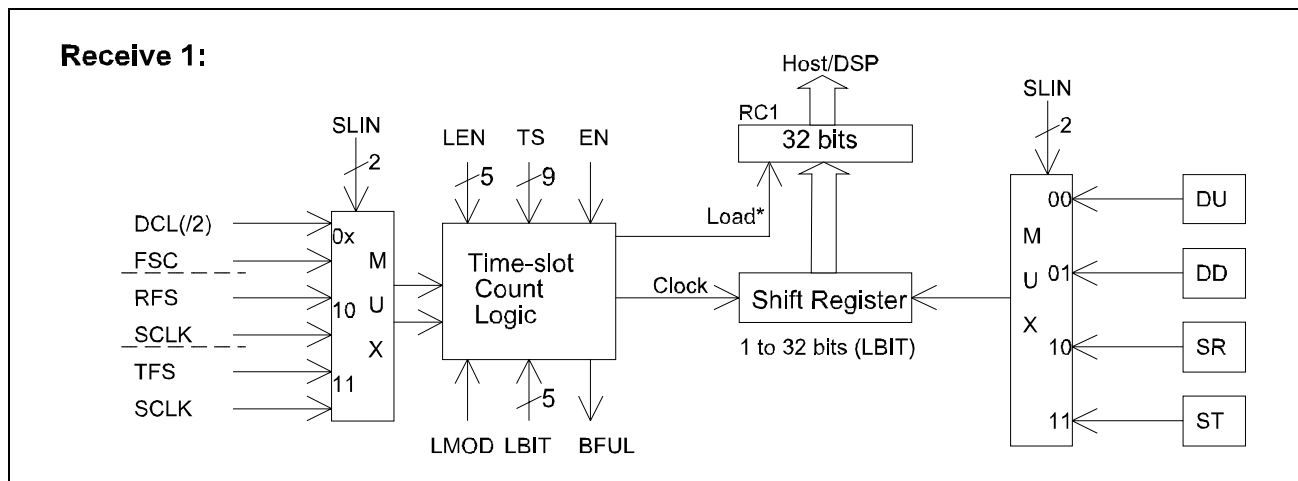 Receive 1:
Host/DSP
SLIN
RC1
32 bits
SLIN
LEN
TS
EN
2
2
5
9
DCL(/2)
0x
FSC
RFS
10
SCLK
TFS
11
SCLK
M
U
X
Time-slot
Count
Logic
Load*
Clock
Shift Register
1 to 32 bits (LBIT)
5
LMOD
LBIT
BFUL
00
M
U
X
01
10
11
DU
DD
SR
ST